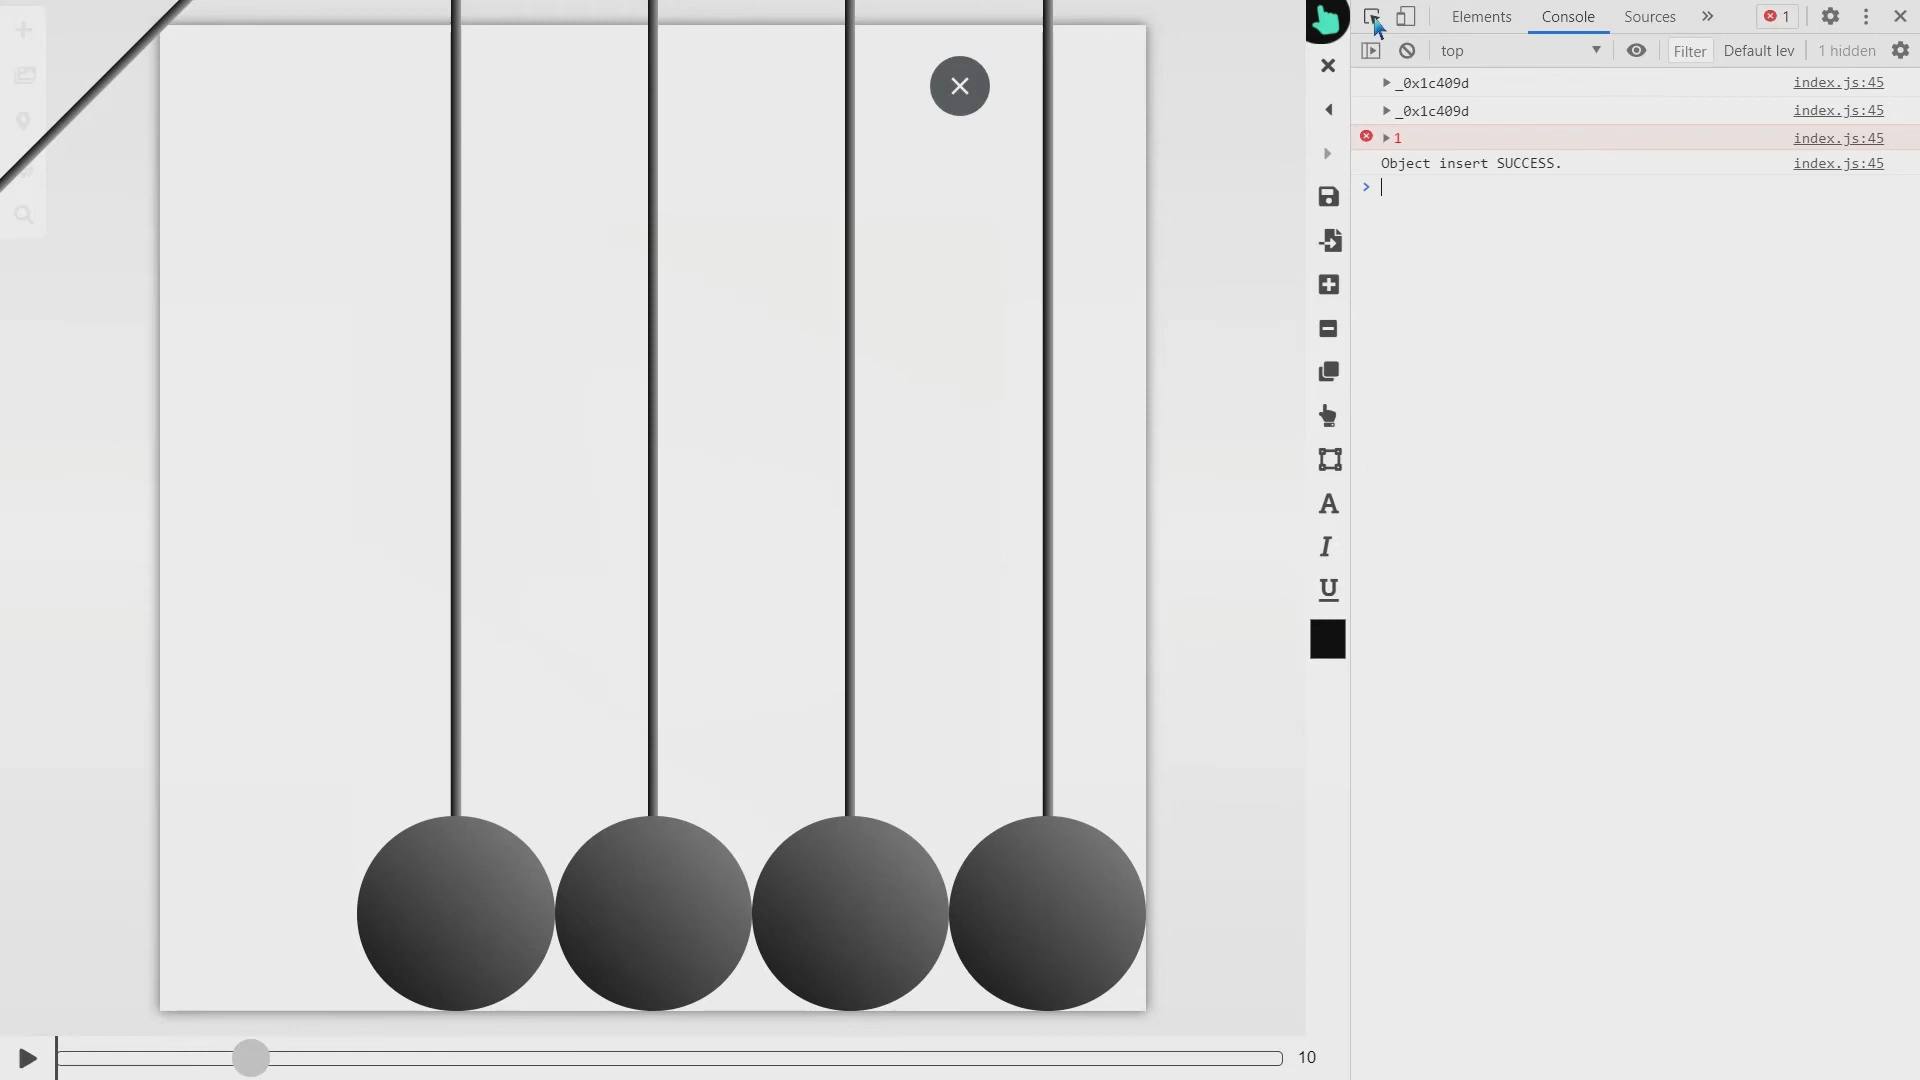 Elements Console Sources 1
top Filter Default lev 1 hidden
_0x1c409d index.js:45
_0x1c409d index.js:45
1 index.js:45
Object insert SUCCESS. index.js:45
A
I
U
10